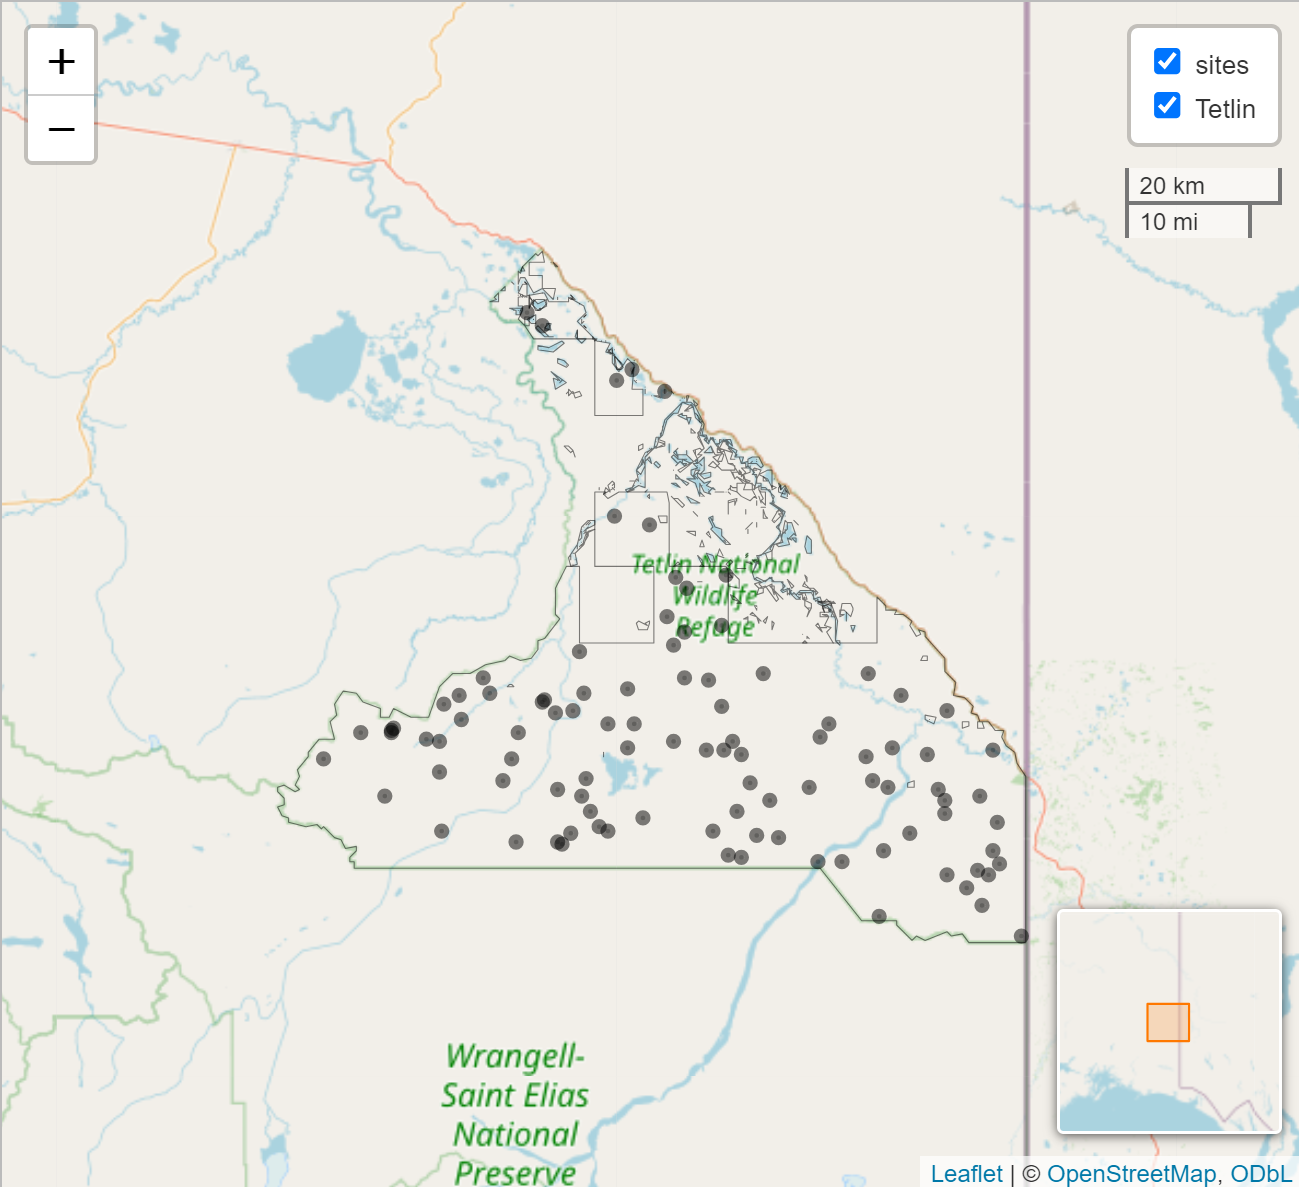 +
−
sites
Tetlin
20 km
10 mi
Tetlin National
Wildlife
Refuge
Wrangell-
Saint Elias
National
Preserve
Leaflet | © OpenStreetMap, ODbL